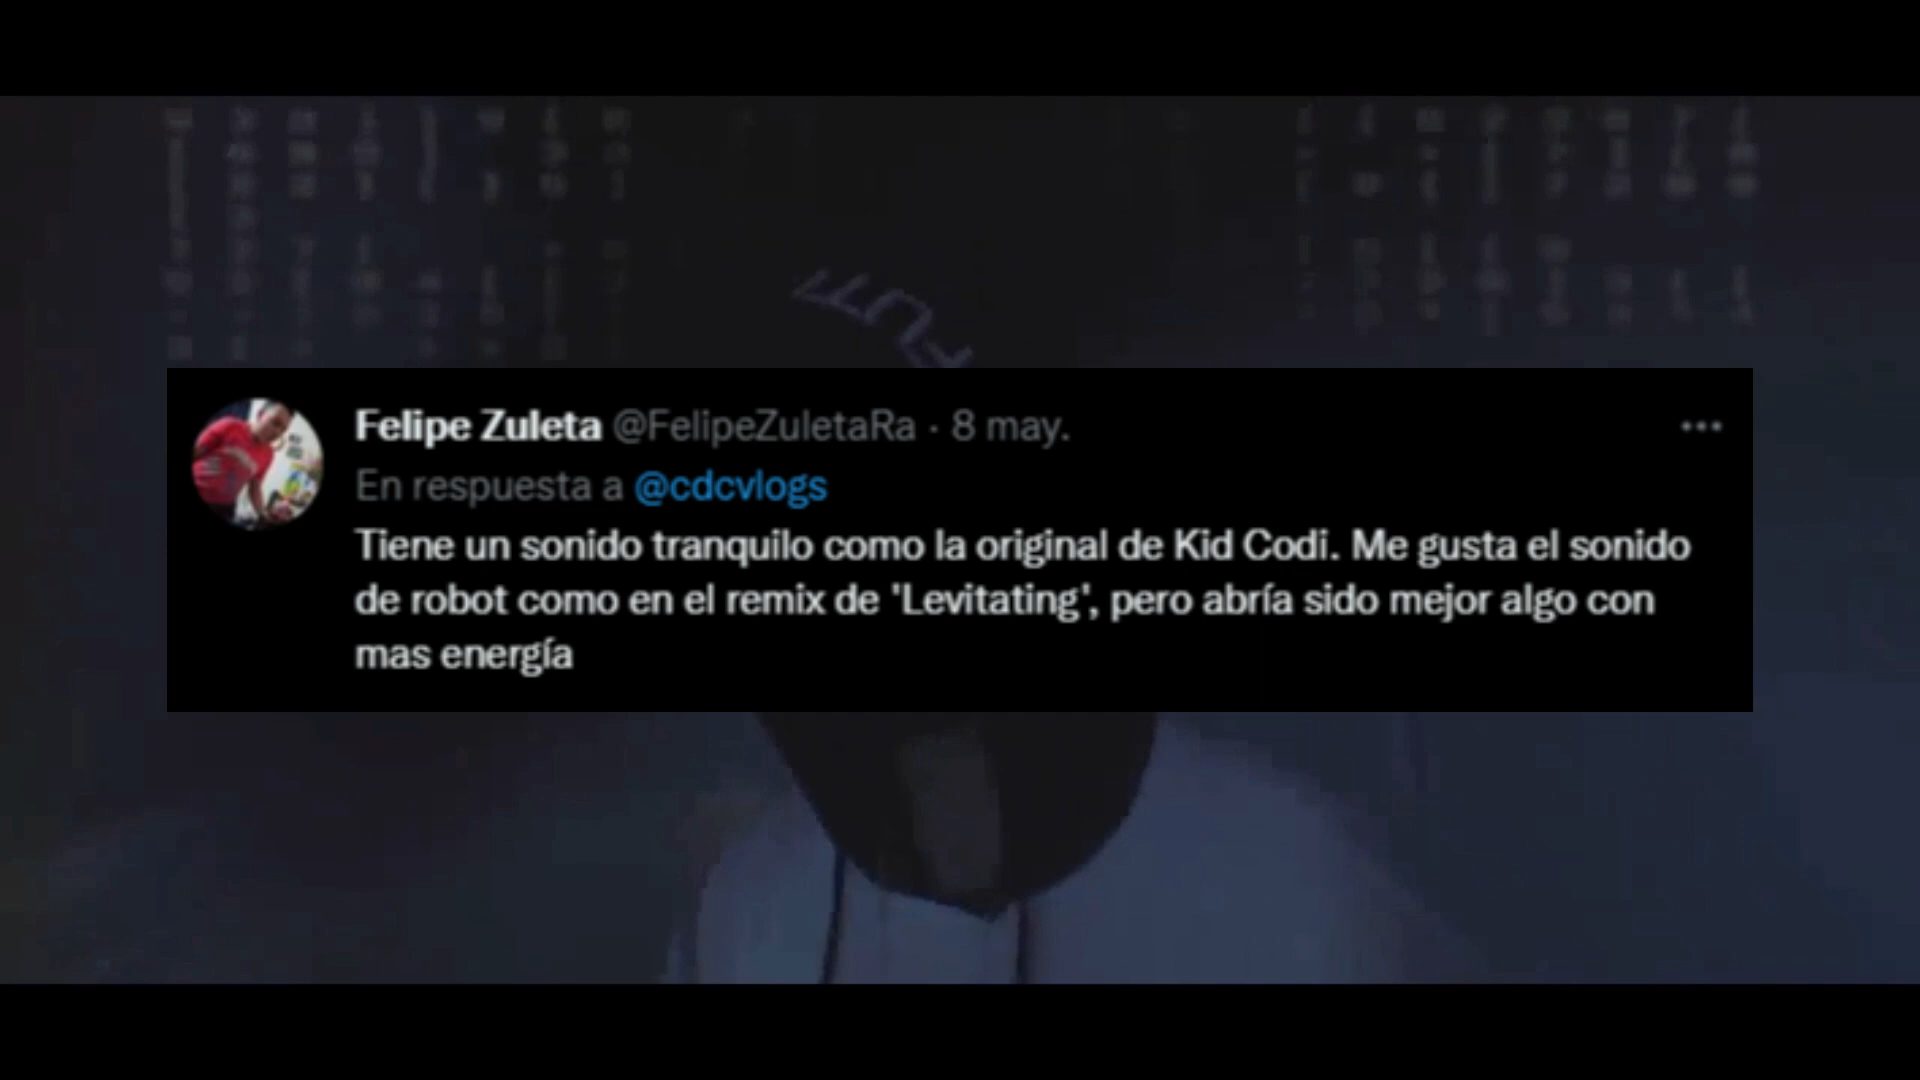 Felipe Zuleta @FelipeZuletaRa · 8 may.
En respuesta a @cdcvlogs
Tiene un sonido tranquilo como la original de Kid Codi. Me gusta el sonido
de robot como en el remix de 'Levitating', pero abría sido mejor algo con
mas energía